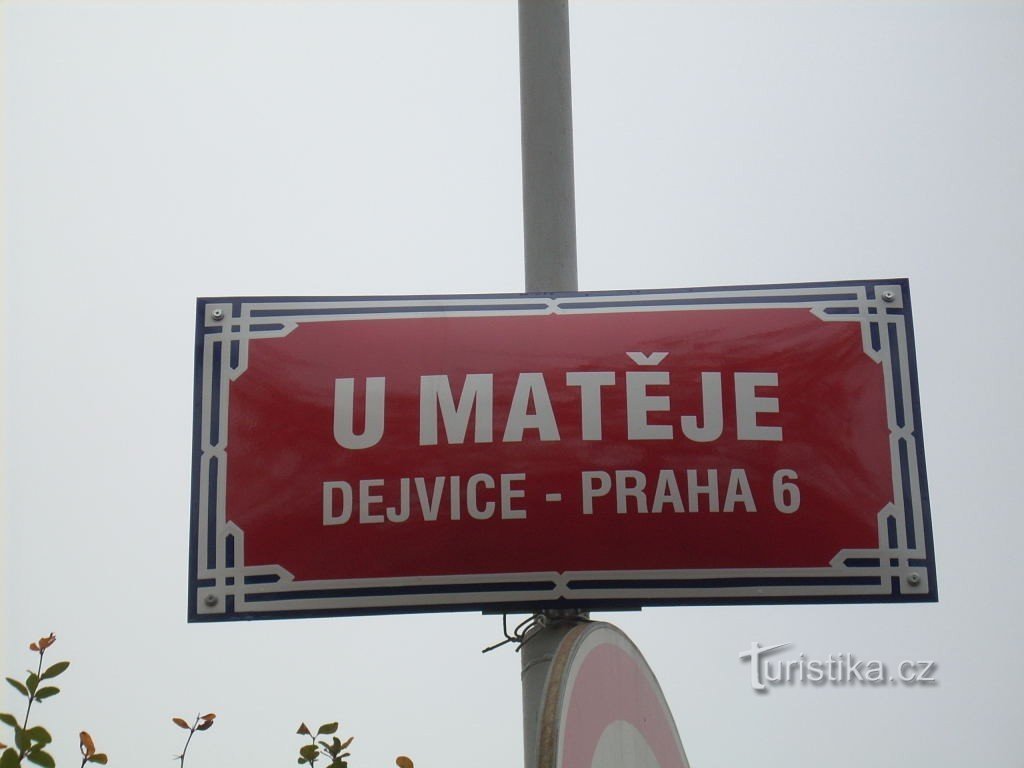 U MATĚJE
DEJVICE - PRAHA 6
Turistika.cz